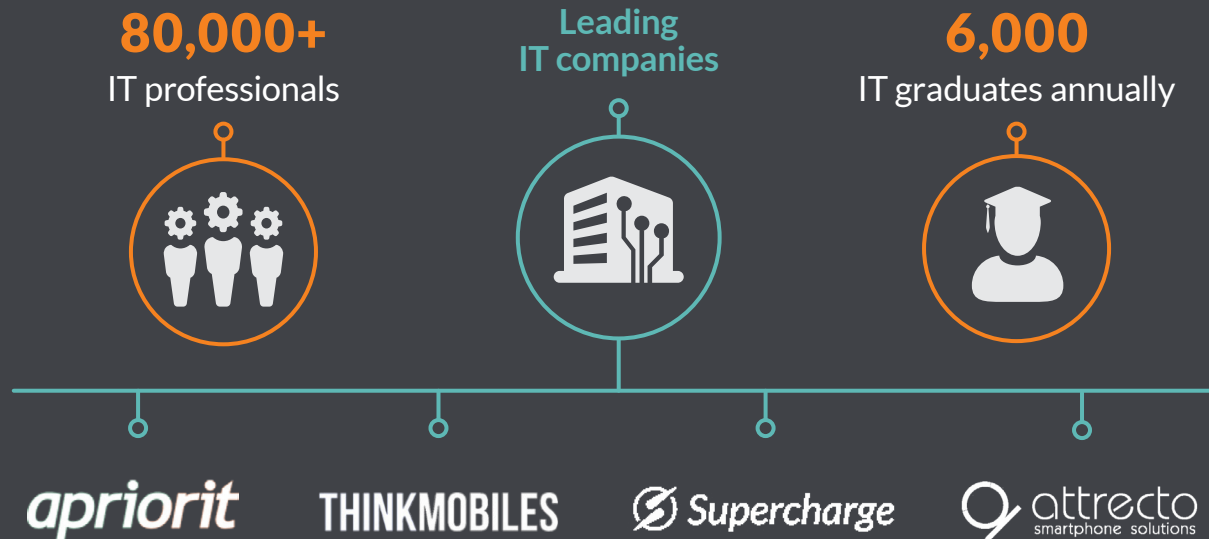 80,000+
IT professionals
Leading
IT companies
6,000
IT graduates annually
apriorit
THINKMOBILES
Supercharge
attrecto
smartphone solutions